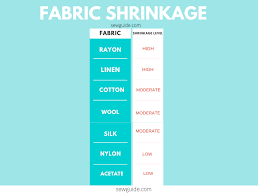 FABRIC SHRINKAGE
sewguide.com
FABRIC SHRINKAGE LEVEL
RAYON HIGH
LINEN HIGH
COTTON MODERATE
WOOL MODERATE
SILK MODERATE
NYLON LOW
ACETATE LOW
sewguide.com